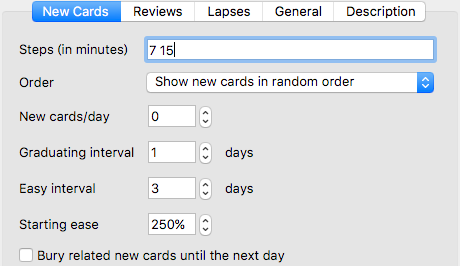 New Cards Reviews Lapses General Description
Steps (in minutes) 7 15
Order Show new cards in random order
New cards/day 0
Graduating interval 1 days
Easy interval 3 days
Starting ease 250%
Bury related new cards until the next day